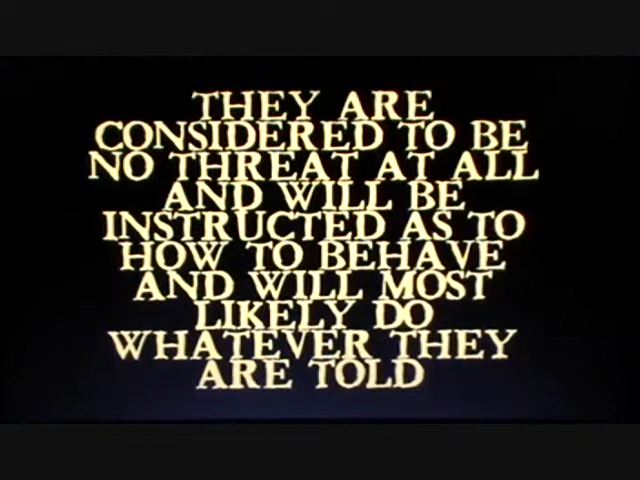 THEY ARE
CONSIDERED TO BE
NO THREAT AT ALL
AND WILL BE
INSTRUCTED AS TO
HOW TO BEHAVE
AND WILL MOST
LIKELY DO
WHATEVER THEY
ARE TOLD